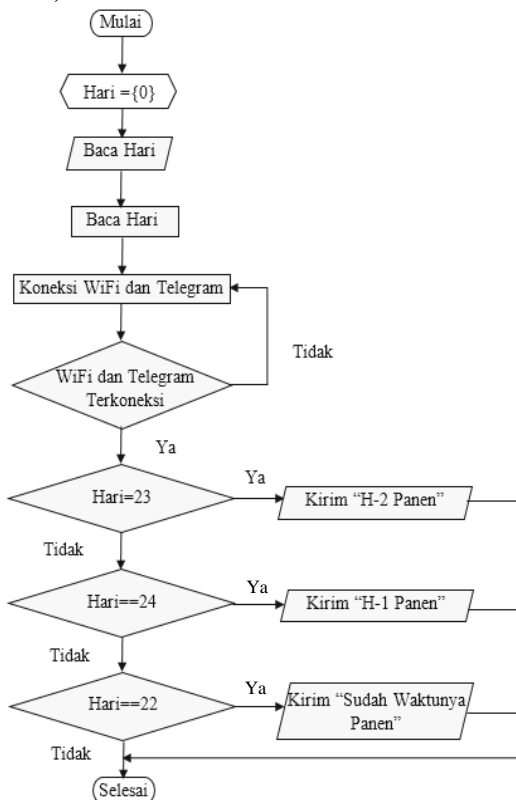 Mulai
Hari ={0}
Baca Hari
Baca Hari
Koneksi WiFi dan Telegram
Tidak
WiFi dan Telegram
Terkoneksi
Ya
Hari=23
Ya
Kirim “H-2 Panen”
Tidak
Hari==24
Ya
Kirim “H-1 Panen”
Tidak
Hari==22
Ya
Kirim “Sudah Waktunya
Panen”
Tidak
Selesai